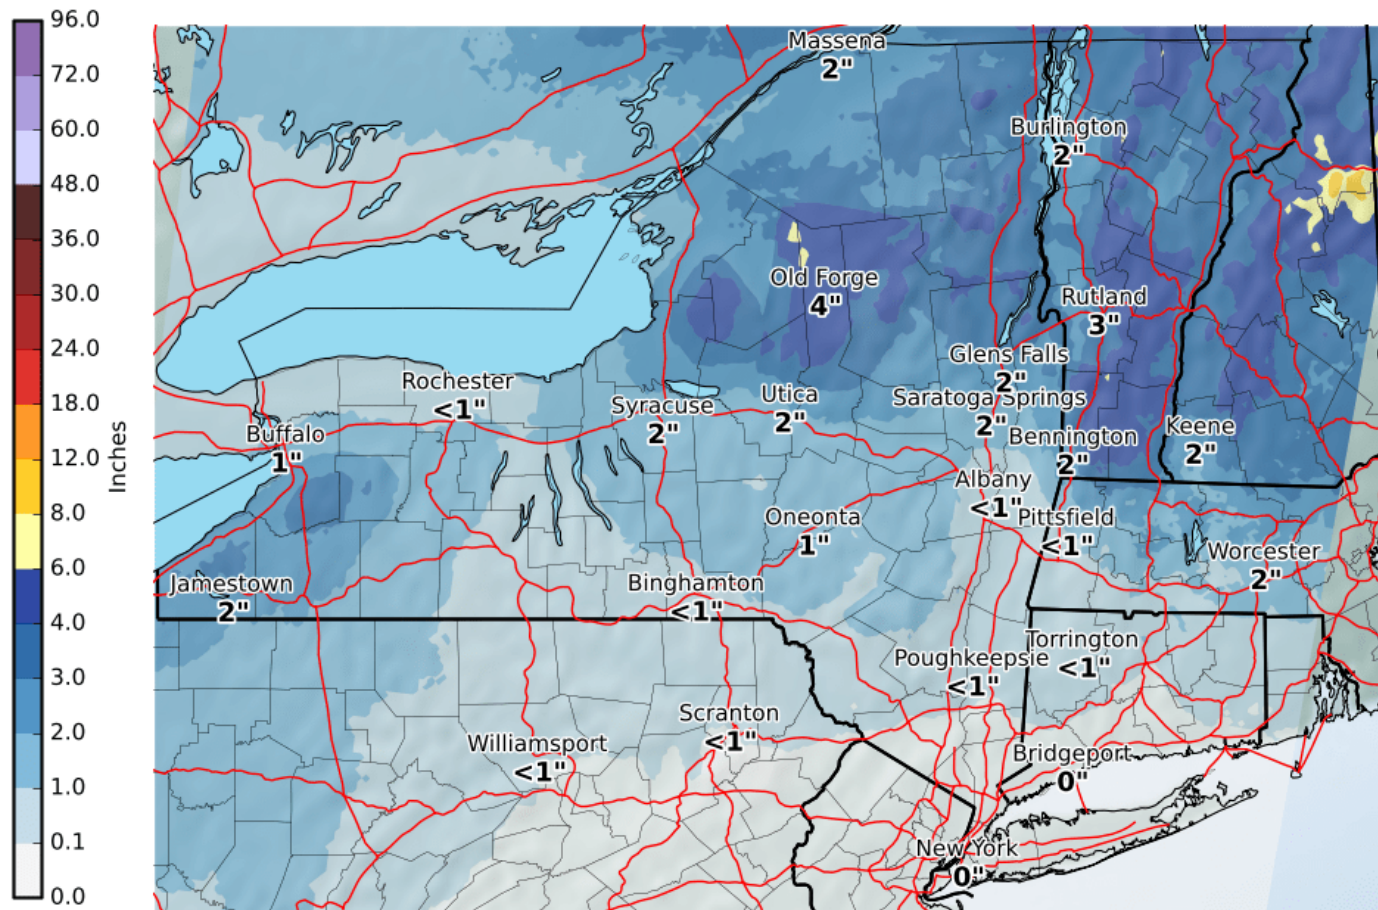 96.0
72.0
60.0
48.0
36.0
30.0
24.0
18.0
12.0
8.0
6.0
4.0
3.0
2.0
1.0
0.1
0.0
Inches
Massena
2"
Burlington
2"
Old Forge
4"
Rutland
3"
Glens Falls
2"
Rochester
<1"
Syracuse
2"
Utica
2"
Saratoga Springs
2"
Buffalo
1"
Bennington
2"
Keene
2"
Albany
<1"
Oneonta
1"
Pittsfield
<1"
Worcester
2"
Jamestown
2"
Binghamton
<1"
Torrington
<1"
Poughkeepsie
<1"
Scranton
<1"
Williamsport
<1"
Bridgeport
0"
New York
0"